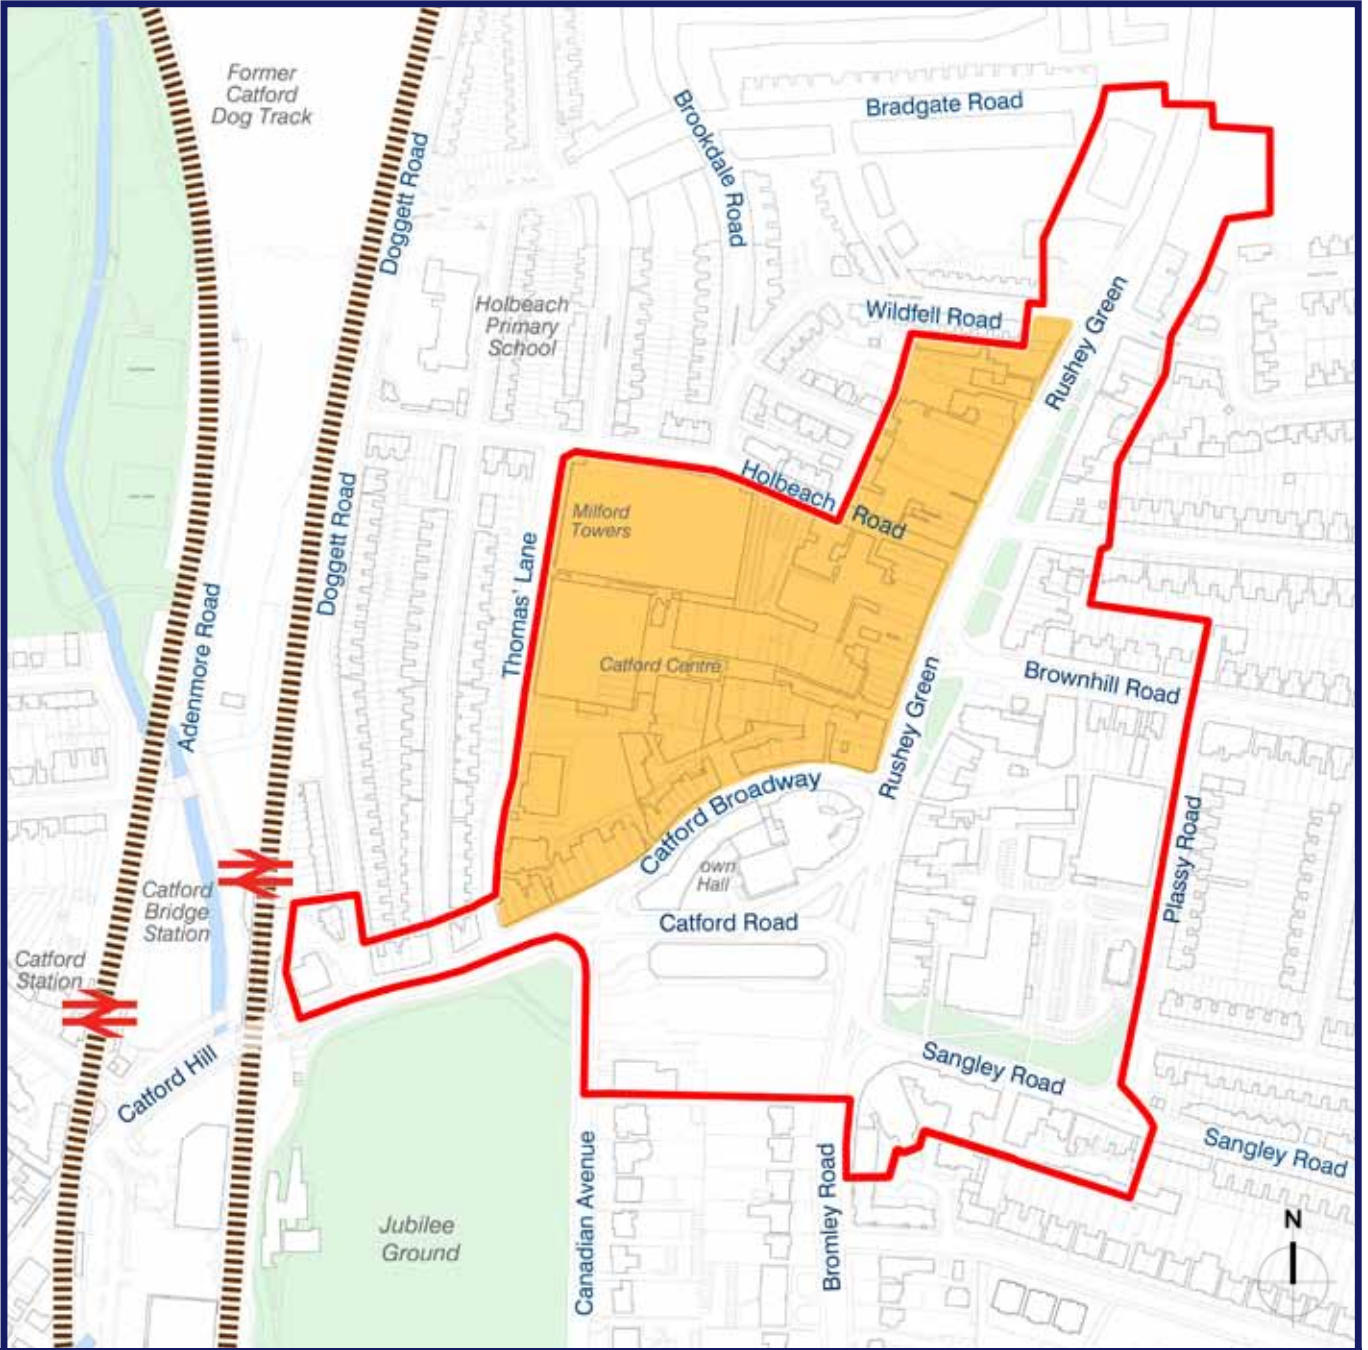 Former
Catford
Dog Track
Bradgate Road
Brookdale Road
Doggett Road
Holbeach
Primary
School
Wildfell Road
Rushey Green
Holbeach Road
Milford
Towers
Doggett Road
Thomas' Lane
Adenmore Road
Catford Centre
Brownhill Road
Rushey Green
Catford Broadway
own
Hall
Plassy Road
Catford
Bridge
Station
Catford Road
Catford
Station
Catford Hill
Sangley Road
Sangley Road
Canadian Avenue
Bromley Road
Jubilee
Ground
N